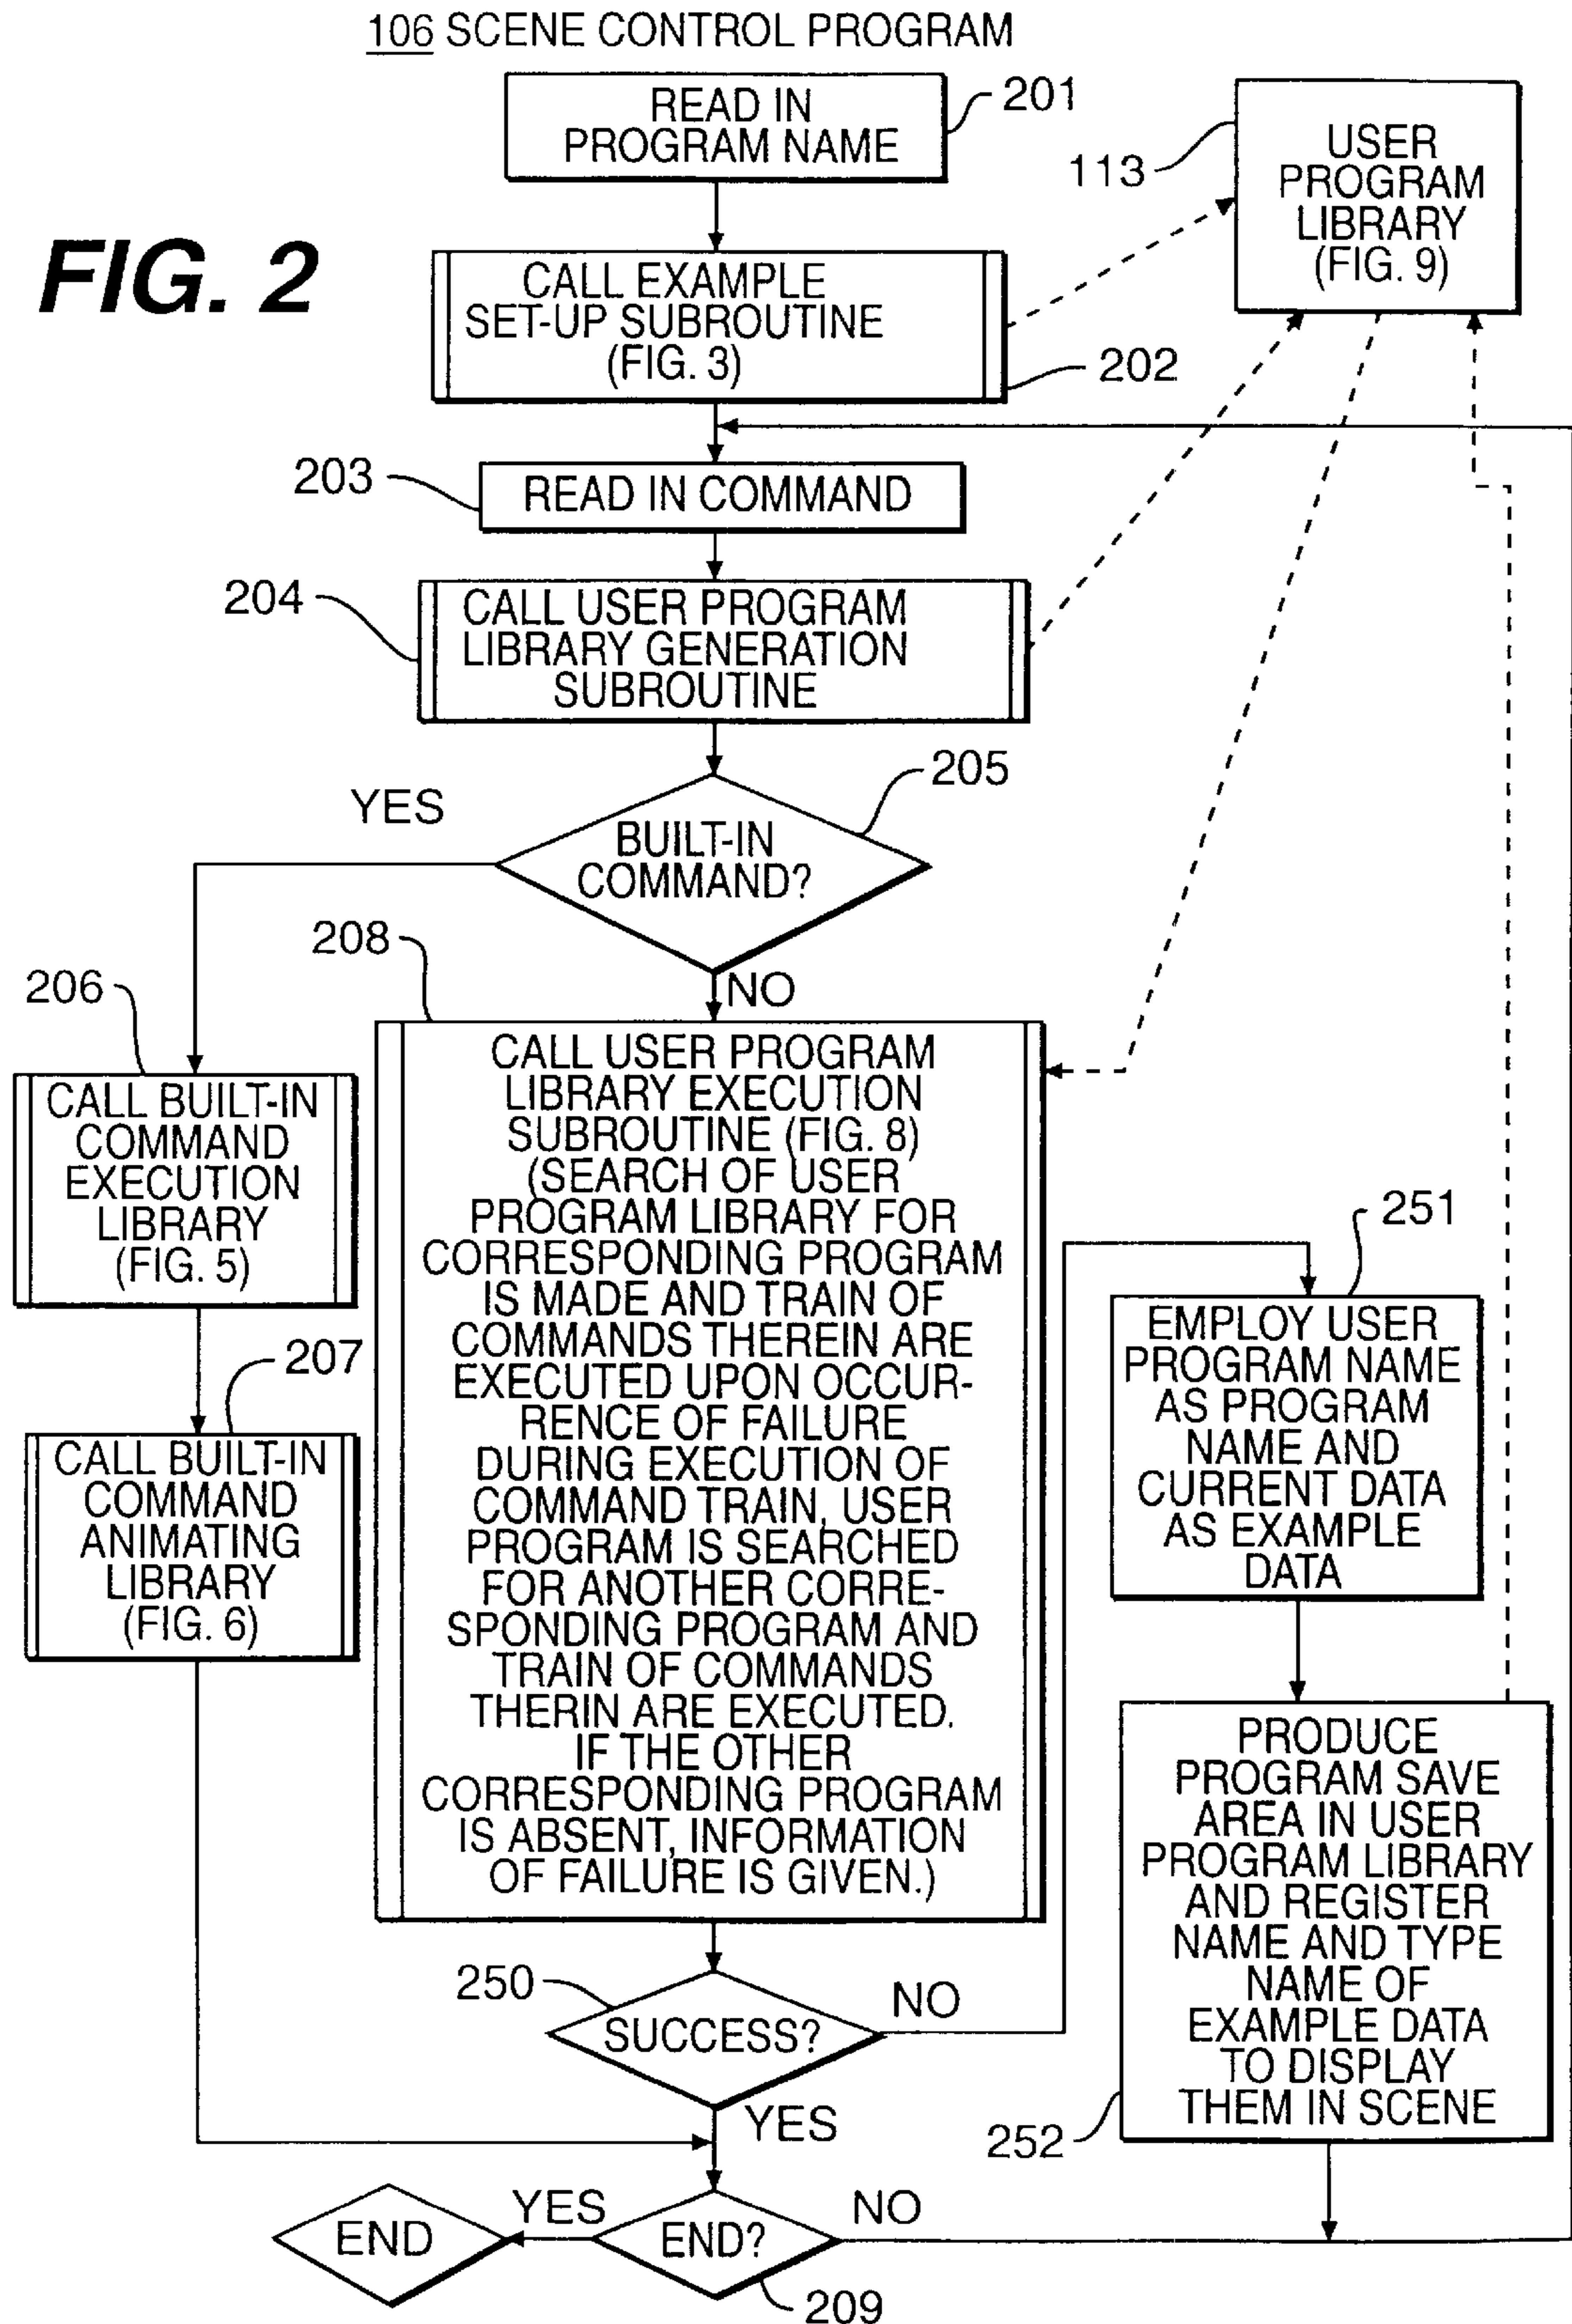 106 SCENE CONTROL PROGRAM
READ IN
PROGRAM NAME
201
USER
PROGRAM
LIBRARY
(FIG. 9)
113
FIG. 2
CALL EXAMPLE
SET-UP SUBROUTINE
(FIG. 3)
202
203
READ IN COMMAND
204
CALL USER PROGRAM
LIBRARY GENERATION
SUBROUTINE
205
YES
BUILT-IN
COMMAND?
NO
206
CALL BUILT-IN
COMMAND
EXECUTION
LIBRARY
(FIG. 5)
207
CALL BUILT-IN
COMMAND
ANIMATING
LIBRARY
(FIG. 6)
208
CALL USER PROGRAM
LIBRARY EXECUTION
SUBROUTINE (FIG. 8)
(SEARCH OF USER
PROGRAM LIBRARY FOR
CORRESPONDING PROGRAM
IS MADE AND TRAIN OF
COMMANDS THEREIN ARE
EXECUTED UPON OCCUR-
RENCE OF FAILURE
DURING EXECUTION OF
COMMAND TRAIN, USER
PROGRAM IS SEARCHED
FOR ANOTHER CORRE-
SPONDING PROGRAM AND
TRAIN OF COMMANDS
THERIN ARE EXECUTED.
IF THE OTHER
CORRESPONDING PROGRAM
IS ABSENT, INFORMATION
OF FAILURE IS GIVEN.)
251
EMPLOY USER
PROGRAM NAME
AS PROGRAM
NAME AND
CURRENT DATA
AS EXAMPLE
DATA
PRODUCE
PROGRAM SAVE
AREA IN USER
PROGRAM LIBRARY
AND REGISTER
NAME AND TYPE
NAME OF
EXAMPLE DATA
TO DISPLAY
THEM IN SCENE
252
250
SUCCESS?
NO
YES
END
YES
END?
NO
209